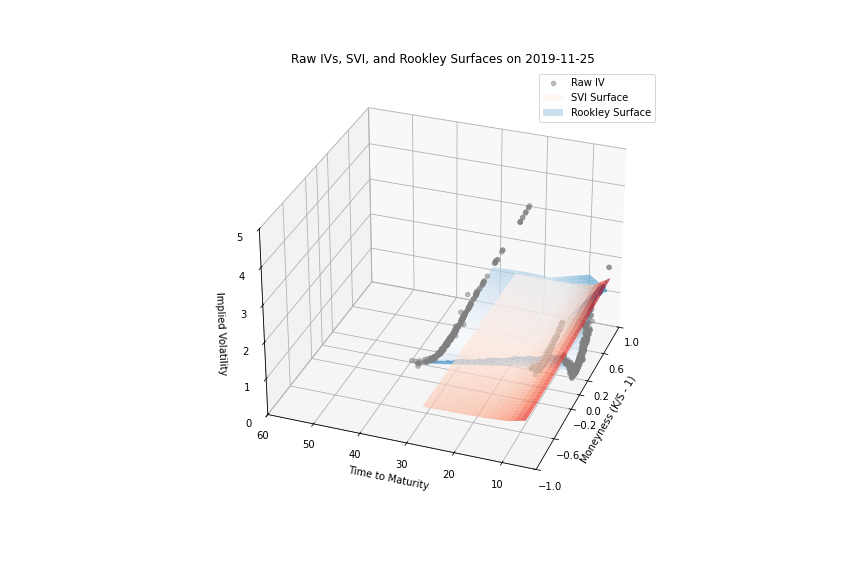 Raw IVs, SVI, and Rookley Surfaces on 2019-11-25
Raw IV
SVI Surface
Rookley Surface
5
4
3
2
1
0
Implied Volatility
60
50
40
30
20
10
Time to Maturity
1.0
0.6
0.2
0.0
−0.2
−0.6
−1.0
Moneyness (K/S - 1)